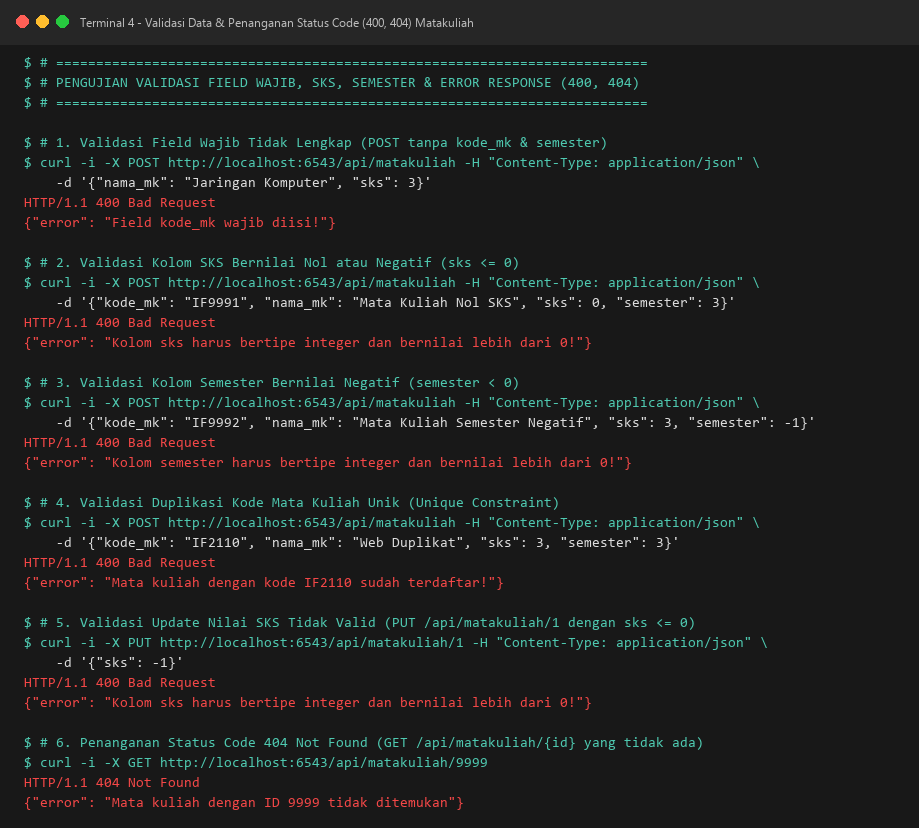 Terminal 4 - Validasi Data & Penanganan Status Code (400, 404) Matakuliah
$ # ==========================================================================
$ # PENGUJIAN VALIDASI FIELD WAJIB, SKS, SEMESTER & ERROR RESPONSE (400, 404)
$ # ==========================================================================
$ # 1. Validasi Field Wajib Tidak Lengkap (POST tanpa kode_mk & semester)
$ curl -i -X POST http://localhost:6543/api/matakuliah -H "Content-Type: application/json" \
-d '{"nama_mk": "Jaringan Komputer", "sks": 3}'
HTTP/1.1 400 Bad Request
{"error": "Field kode_mk wajib diisi!"}
$ # 2. Validasi Kolom SKS Bernilai Nol atau Negatif (sks <= 0)
$ curl -i -X POST http://localhost:6543/api/matakuliah -H "Content-Type: application/json" \
-d '{"kode_mk": "IF9991", "nama_mk": "Mata Kuliah Nol SKS", "sks": 0, "semester": 3}'
HTTP/1.1 400 Bad Request
{"error": "Kolom sks harus bertipe integer dan bernilai lebih dari 0!"}
$ # 3. Validasi Kolom Semester Bernilai Negatif (semester < 0)
$ curl -i -X POST http://localhost:6543/api/matakuliah -H "Content-Type: application/json" \
-d '{"kode_mk": "IF9992", "nama_mk": "Mata Kuliah Semester Negatif", "sks": 3, "semester": -1}'
HTTP/1.1 400 Bad Request
{"error": "Kolom semester harus bertipe integer dan bernilai lebih dari 0!"}
$ # 4. Validasi Duplikasi Kode Mata Kuliah Unik (Unique Constraint)
$ curl -i -X POST http://localhost:6543/api/matakuliah -H "Content-Type: application/json" \
-d '{"kode_mk": "IF2110", "nama_mk": "Web Duplikat", "sks": 3, "semester": 3}'
HTTP/1.1 400 Bad Request
{"error": "Mata kuliah dengan kode IF2110 sudah terdaftar!"}
$ # 5. Validasi Update Nilai SKS Tidak Valid (PUT /api/matakuliah/1 dengan sks <= 0)
$ curl -i -X PUT http://localhost:6543/api/matakuliah/1 -H "Content-Type: application/json" \
-d '{"sks": -1}'
HTTP/1.1 400 Bad Request
{"error": "Kolom sks harus bertipe integer dan bernilai lebih dari 0!"}
$ # 6. Penanganan Status Code 404 Not Found (GET /api/matakuliah/{id} yang tidak ada)
$ curl -i -X GET http://localhost:6543/api/matakuliah/9999
HTTP/1.1 404 Not Found
{"error": "Mata kuliah dengan ID 9999 tidak ditemukan"}